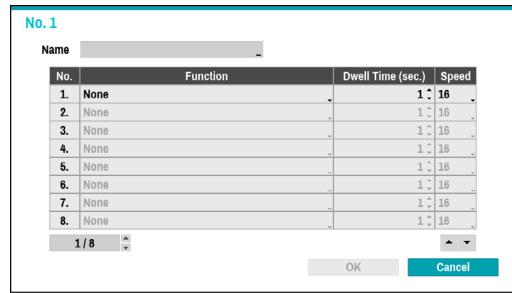 No. 1
Name
No. Function Dwell Time (sec.) Speed
1. None 1 16
2. None 1 16
3. None 1 16
4. None 1 16
5. None 1 16
6. None 1 16
7. None 1 16
8. None 1 16
1 / 8
OK Cancel